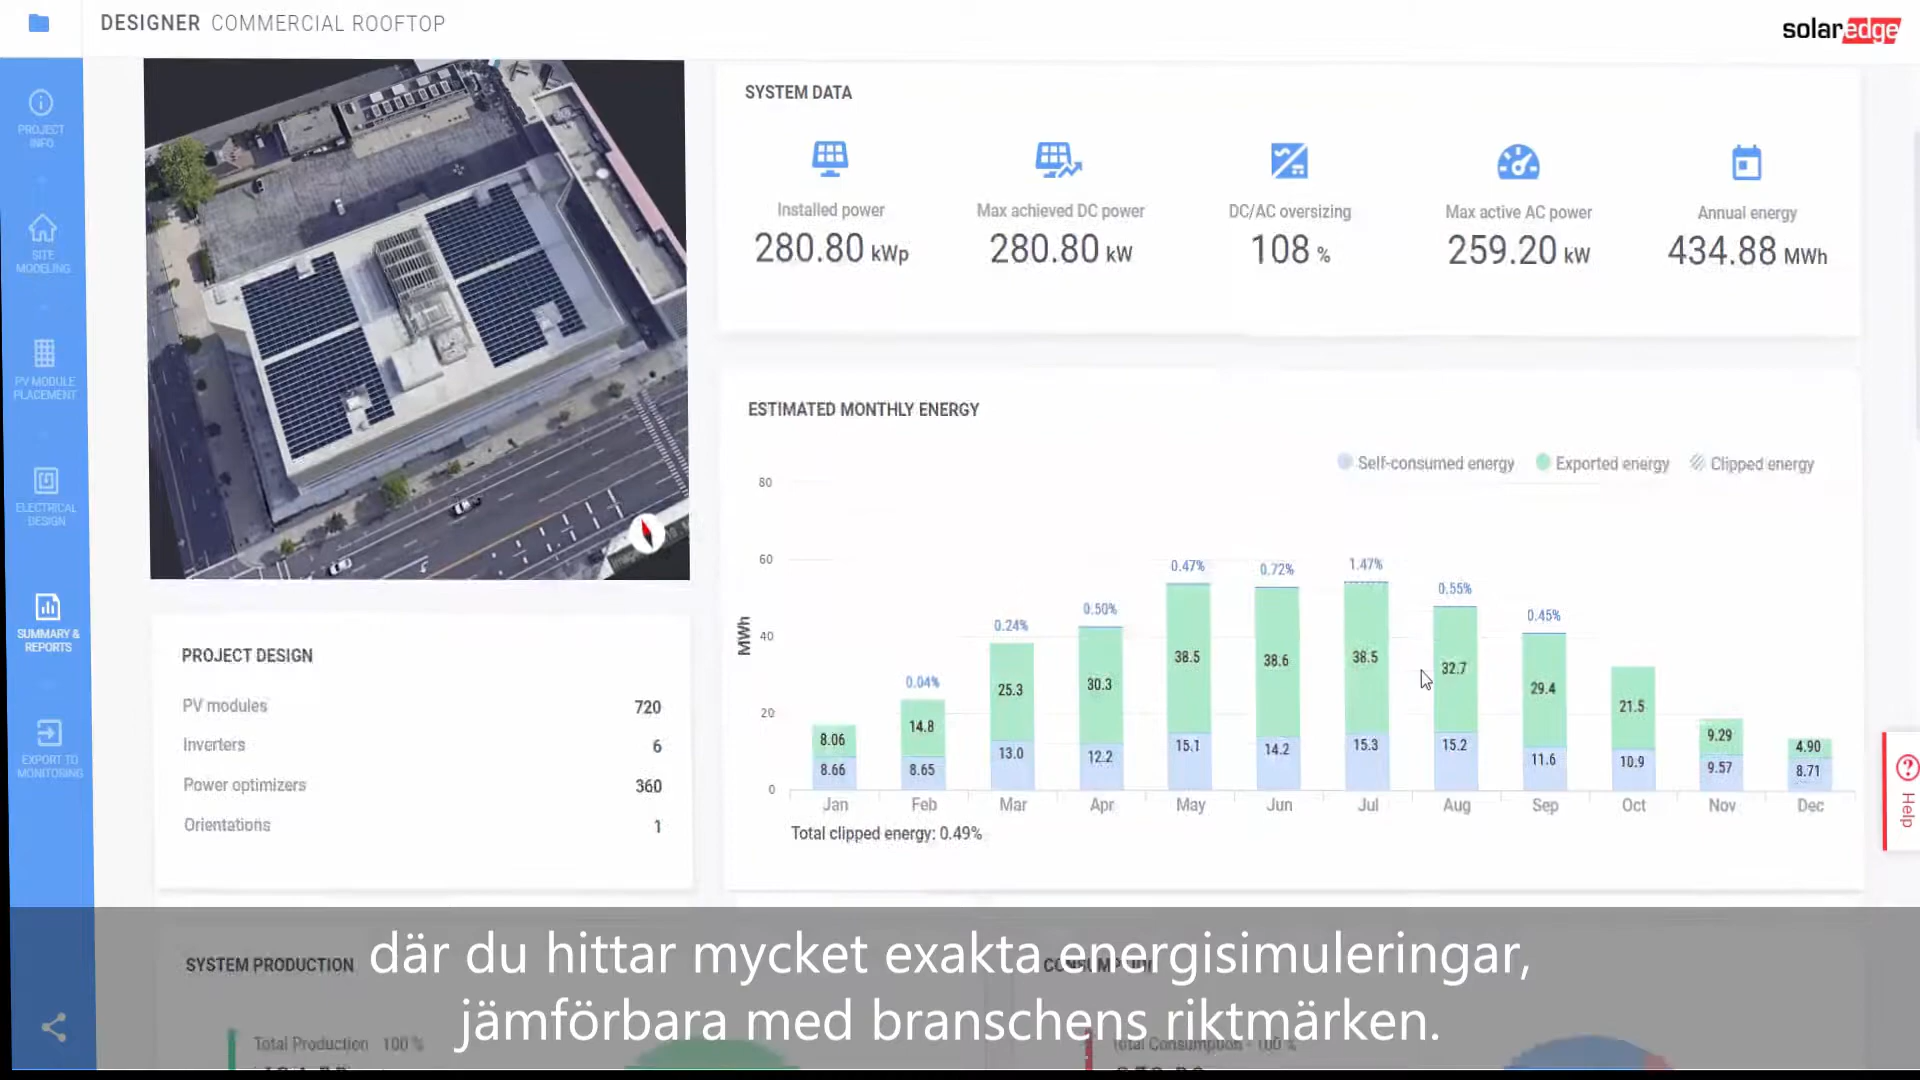 DESIGNER COMMERCIAL ROOFTOP
solaredge
PROJECT
INFO
SITE
MODELING
PV MODULE
PLACEMENT
ELECTRICAL
DESIGN
SUMMARY &
REPORTS
EXPORT TO
MONITORING
SYSTEM DATA
Installed power
280.80 kWp
Max achieved DC power
280.80 kW
DC/AC oversizing
108 %
Max active AC power
259.20 kW
Annual energy
434.88 MWh
PROJECT DESIGN
PV modules 720
Inverters 6
Power optimizers 360
Orientations 1
ESTIMATED MONTHLY ENERGY
Self-consumed energy Exported energy Clipped energy
MWh
80
60
40
20
0
0.04% 0.24% 0.50% 0.47% 0.72% 1.47% 0.55% 0.45%
8.06 14.8 25.3 30.3 38.5 38.6 38.5 32.7 29.4 21.5 9.29 4.90
8.66 8.65 13.0 12.2 15.1 14.2 15.3 15.2 11.6 10.9 9.57 8.71
Jan Feb Mar Apr May Jun Jul Aug Sep Oct Nov Dec
Total clipped energy: 0.49%
Help
SYSTEM PRODUCTION
Total Production 100 %
Total Consumption - 100 %
där du hittar mycket exakta energisimuleringar,
jämförbara med branschens riktmärken.